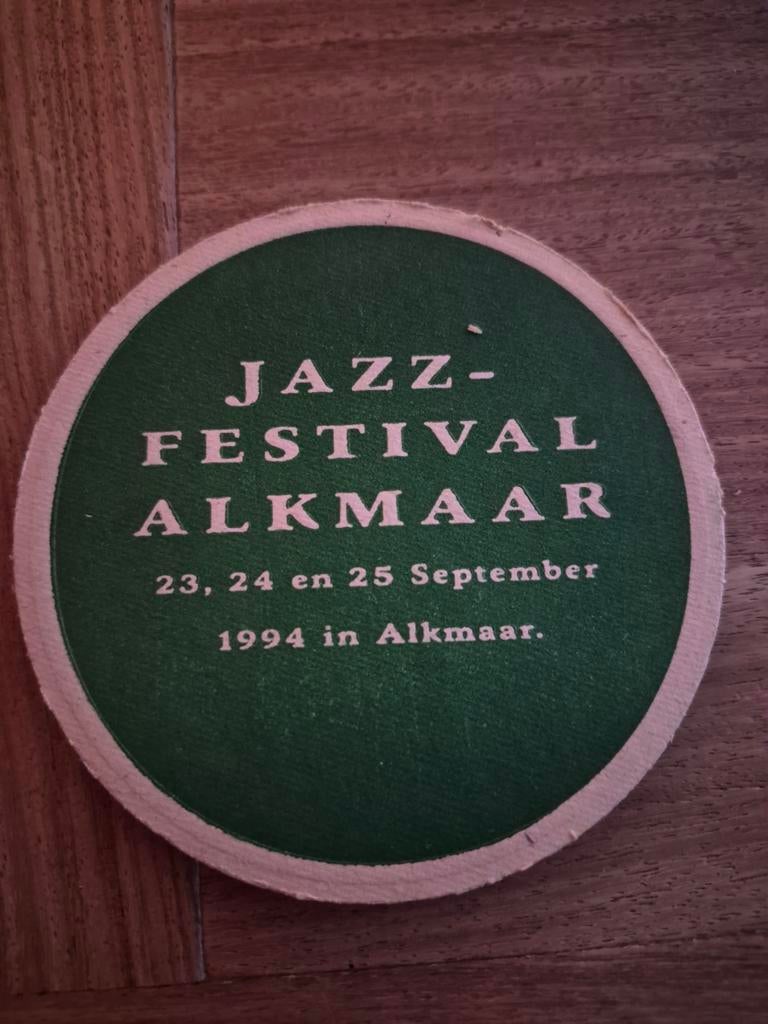 JAZZ-
FESTIVAL
ALKMAAR
23, 24 en 25 September
1994 in Alkmaar.